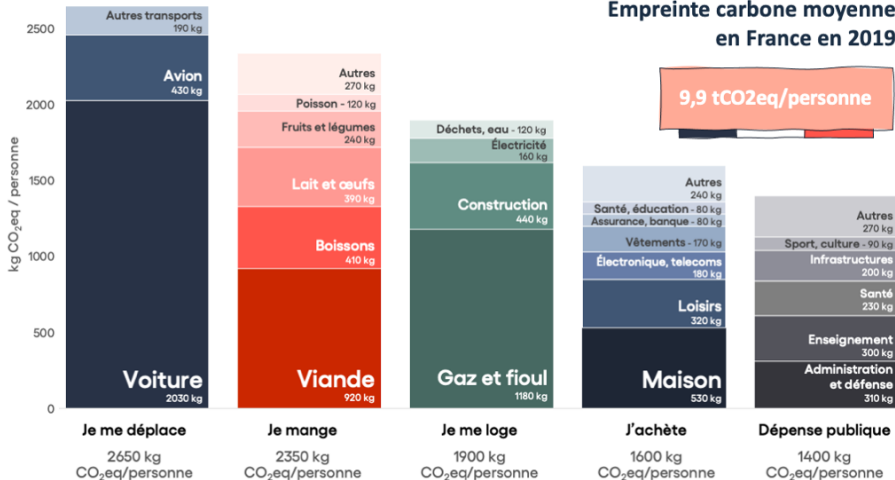 Empreinte carbone moyenne
en France en 2019
9,9 tCO2eq/personne
kg CO₂eq / personne
2500
2000
1500
1000
500
0
Autres transports
190 kg
Avion
430 kg
Voiture
2030 kg
Autres
270 kg
Poisson - 120 kg
Fruits et légumes
240 kg
Lait et œufs
390 kg
Boissons
410 kg
Viande
920 kg
Déchets, eau - 120 kg
Électricité
160 kg
Construction
440 kg
Gaz et fioul
1180 kg
Autres
240 kg
Santé, éducation - 80 kg
Assurance, banque - 80 kg
Vêtements - 170 kg
Électronique, telecoms
180 kg
Loisirs
320 kg
Maison
530 kg
Autres
270 kg
Sport, culture - 90 kg
Infrastructures
200 kg
Santé
230 kg
Enseignement
300 kg
Administration
et défense
310 kg
Je me déplace
2650 kg
CO₂eq/personne
Je mange
2350 kg
CO₂eq/personne
Je me loge
1900 kg
CO₂eq/personne
J'achète
1600 kg
CO₂eq/personne
Dépense publique
1400 kg
CO₂eq/personne